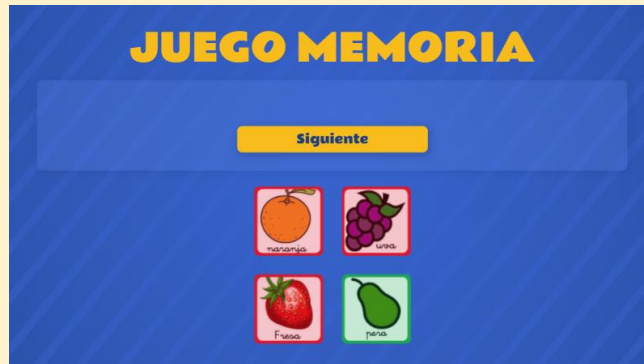 JUEGO MEMORIA
Siguiente
naranja
uva
Fresa
pera